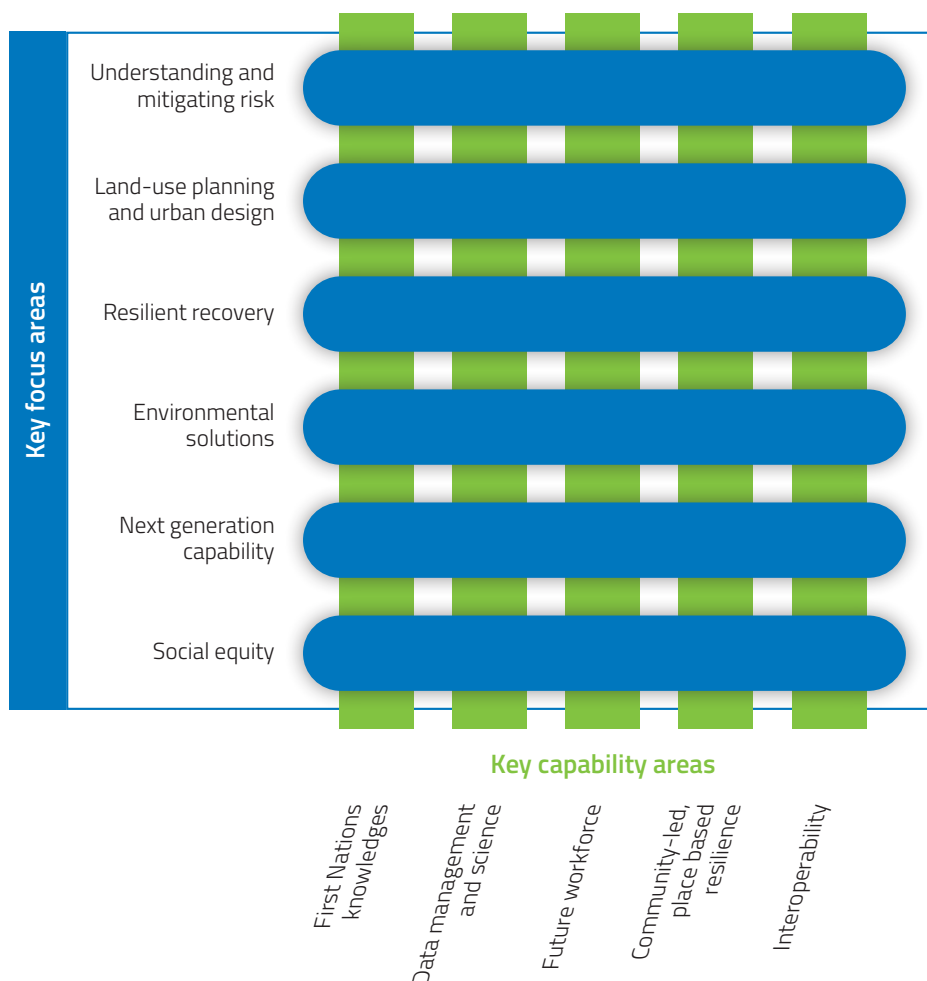 Key focus areas
Understanding and
mitigating risk
Land-use planning
and urban design
Resilient recovery
Environmental
solutions
Next generation
capability
Social equity
Key capability areas
First Nations
knowledges
Data management
and science
Future workforce
Community-led,
place based
resilience
Interoperability